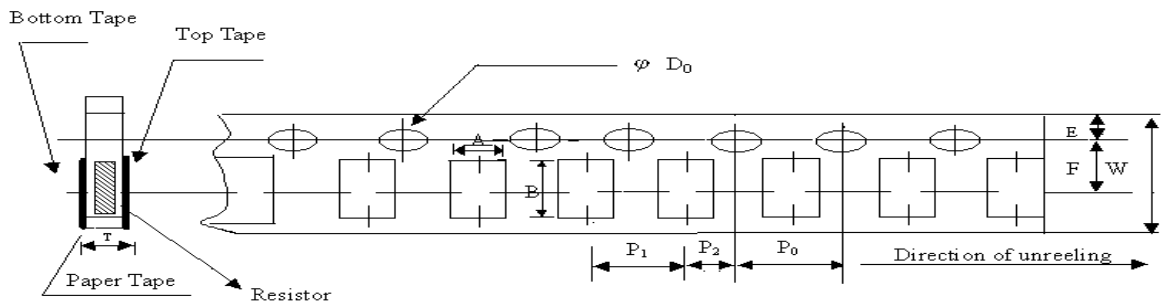 Bottom Tape
Top Tape
φ D₀
A
E
B
F
W
T
P₁
P₂
P₀
Direction of unreeling
Paper Tape
Resistor